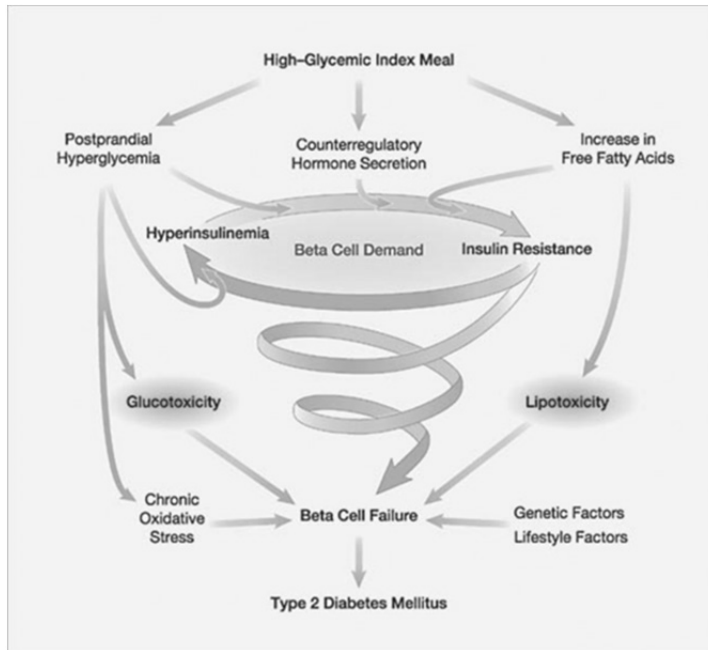 High–Glycemic Index Meal
Postprandial
Hyperglycemia
Counterregulatory
Hormone Secretion
Increase in
Free Fatty Acids
Hyperinsulinemia
Beta Cell Demand
Insulin Resistance
Glucotoxicity
Lipotoxicity
Chronic
Oxidative
Stress
Beta Cell Failure
Genetic Factors
Lifestyle Factors
Type 2 Diabetes Mellitus